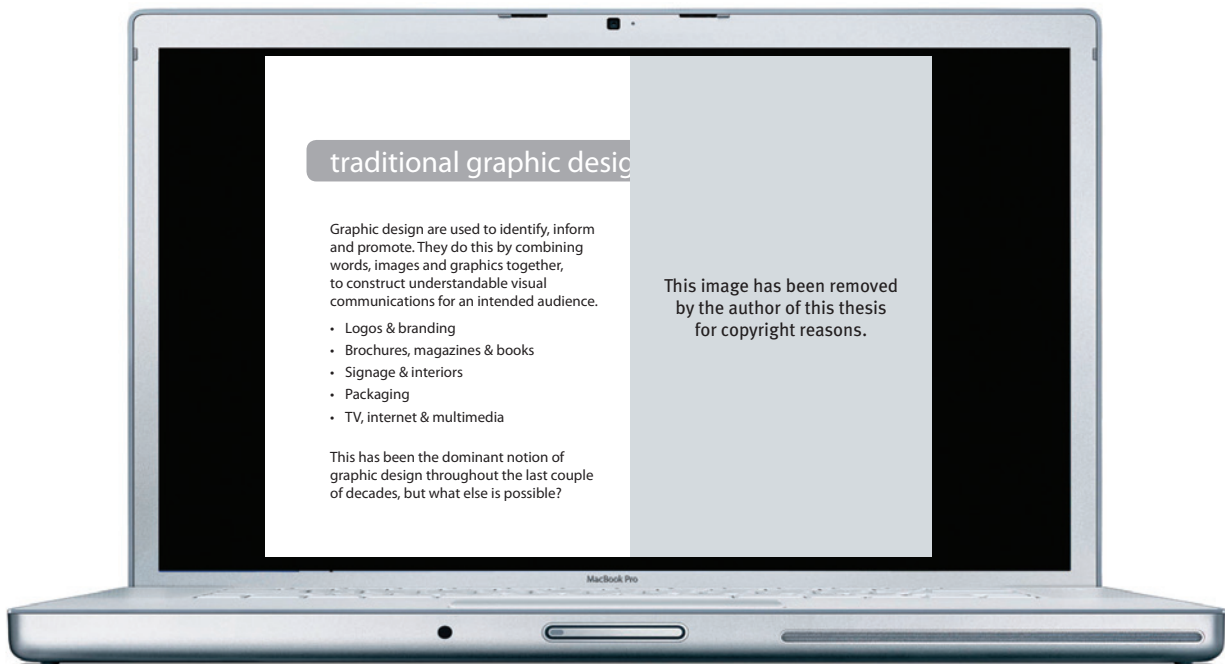 traditional graphic desig
Graphic design are used to identify, inform
and promote. They do this by combining
words, images and graphics together,
to construct understandable visual
communications for an intended audience.
• Logos & branding
• Brochures, magazines & books
• Signage & interiors
• Packaging
• TV, internet & multimedia
This has been the dominant notion of
graphic design throughout the last couple
of decades, but what else is possible?
This image has been removed
by the author of this thesis
for copyright reasons.
MacBook Pro